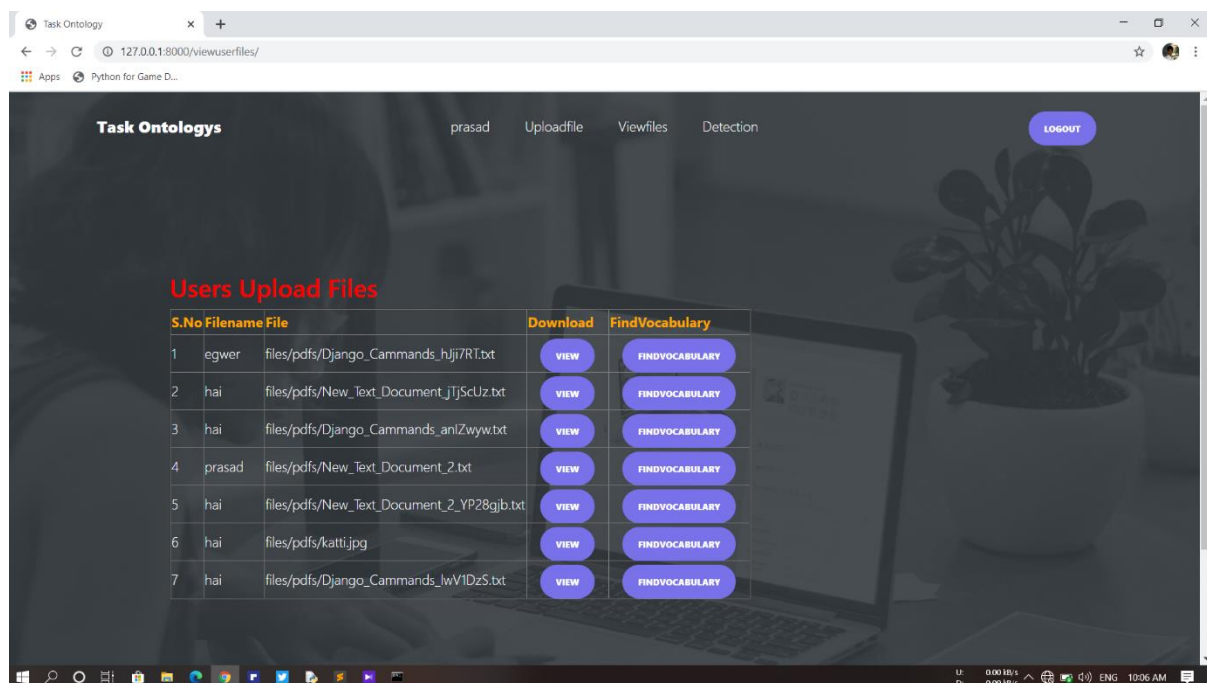 Task Ontology
127.0.0.1:8000/viewuserfiles/
Apps Python for Game D...
Task Ontologys prasad Uploadfile Viewfiles Detection LOGOUT
Users Upload Files
S.No Filename File Download FindVocabulary
1 egwer files/pdfs/Django_Cammands_hJji7RT.txt VIEW FINDVOCABULARY
2 hai files/pdfs/New_Text_Document_jTjScUz.txt VIEW FINDVOCABULARY
3 hai files/pdfs/Django_Cammands_anIZwyw.txt VIEW FINDVOCABULARY
4 prasad files/pdfs/New_Text_Document_2.txt VIEW FINDVOCABULARY
5 hai files/pdfs/New_Text_Document_2_YP28gjb.txt VIEW FINDVOCABULARY
6 hai files/pdfs/katti.jpg VIEW FINDVOCABULARY
7 hai files/pdfs/Django_Cammands_lwV1DzS.txt VIEW FINDVOCABULARY
U: 0.00 kB/s ENG 10:06 AM